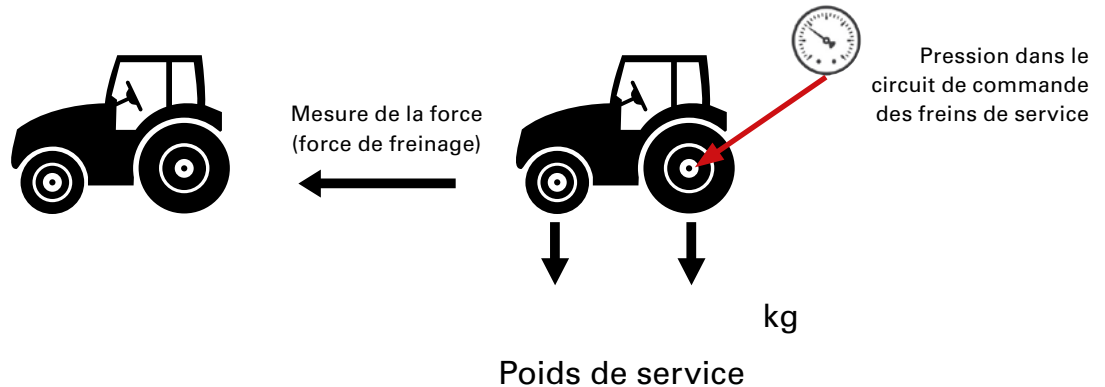 Pression dans le
circuit de commande
des freins de service
Mesure de la force
(force de freinage)
kg
Poids de service